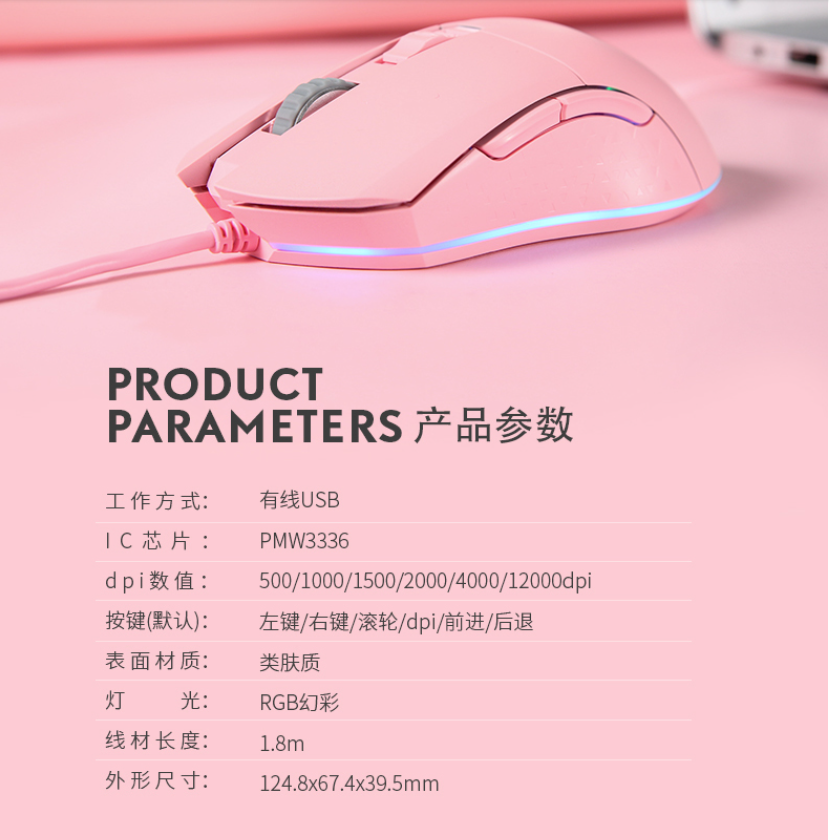 PRODUCT
PARAMETERS 产品参数
工作方式: 有线USB
IC芯片: PMW3336
dpi数值: 500/1000/1500/2000/4000/12000dpi
按键(默认): 左键/右键/滚轮/dpi/前进/后退
表面材质: 类肤质
灯光: RGB幻彩
线材长度: 1.8m
外形尺寸: 124.8x67.4x39.5mm